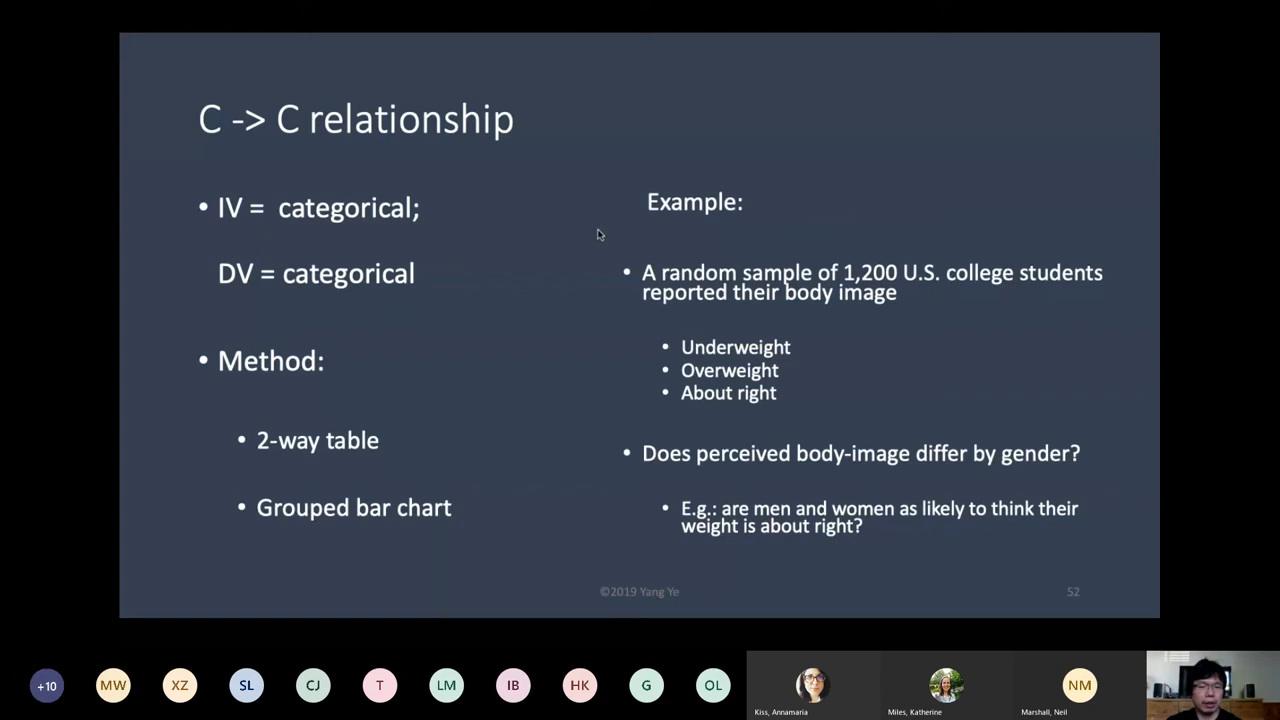 C -> C relationship
• IV = categorical;
DV = categorical
• Method:
• 2-way table
• Grouped bar chart
Example:
• A random sample of 1,200 U.S. college students
reported their body image
• Underweight
• Overweight
• About right
• Does perceived body-image differ by gender?
• E.g.: are men and women as likely to think their
weight is about right?
©2019 Yang Ye
52
+10
MW
XZ
SL
CJ
T
LM
IB
HK
G
OL
NM
Kiss, Annamaria
Miles, Katherine
Marshall, Neil